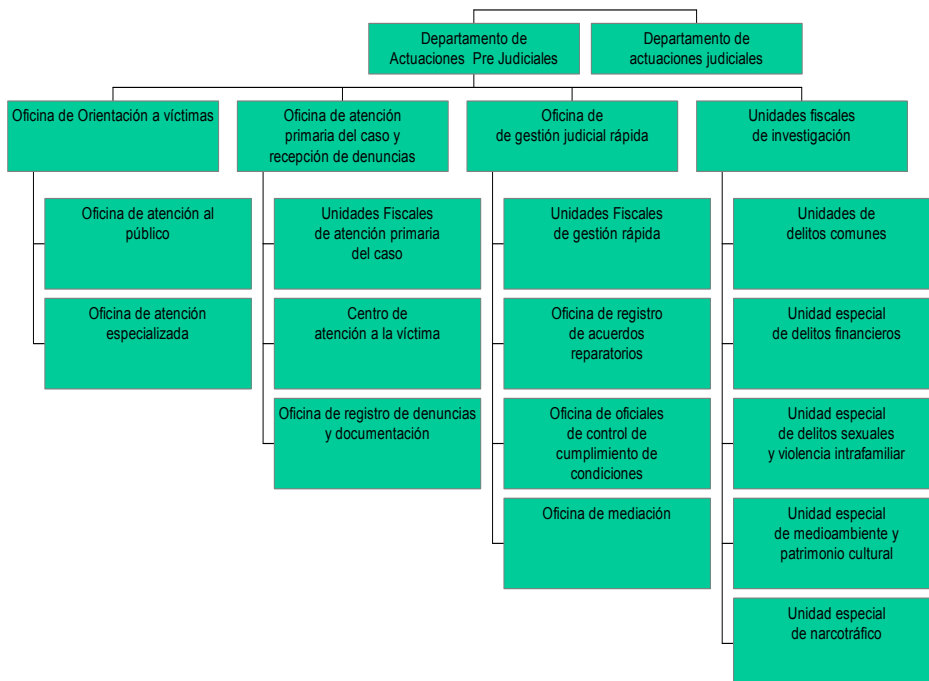 Departamento de
Actuaciones Pre Judiciales
Departamento de
actuaciones judiciales
Oficina de Orientación a víctimas
Oficina de atención
primaria del caso y
recepción de denuncias
Oficina de
de gestión judicial rápida
Unidades fiscales
de investigación
Oficina de atención al
público
Oficina de atención
especializada
Unidades Fiscales
de atención primaria
del caso
Centro de
atención a la víctima
Oficina de registro de denuncias
y documentación
Unidades Fiscales
de gestión rápida
Oficina de registro
de acuerdos
reparatorios
Oficina de oficiales
de control de
cumplimiento de
condiciones
Oficina de mediación
Unidades de
delitos comunes
Unidad especial
de delitos financieros
Unidad especial
de delitos sexuales
y violencia intrafamiliar
Unidad especial
de medioambiente y
patrimonio cultural
Unidad especial
de narcotráfico